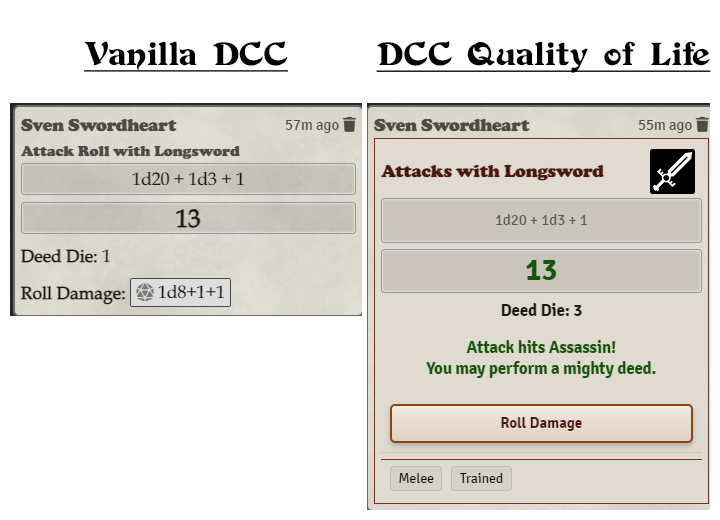 Vanilla DCC
Sven Swordheart 57m ago
Attack Roll with Longsword
1d20 + 1d3 + 1
13
Deed Die: 1
Roll Damage: 1d8+1+1
DCC Quality of Life
Sven Swordheart 55m ago
Attacks with Longsword
1d20 + 1d3 + 1
13
Deed Die: 3
Attack hits Assassin!
You may perform a mighty deed.
Roll Damage
Melee Trained